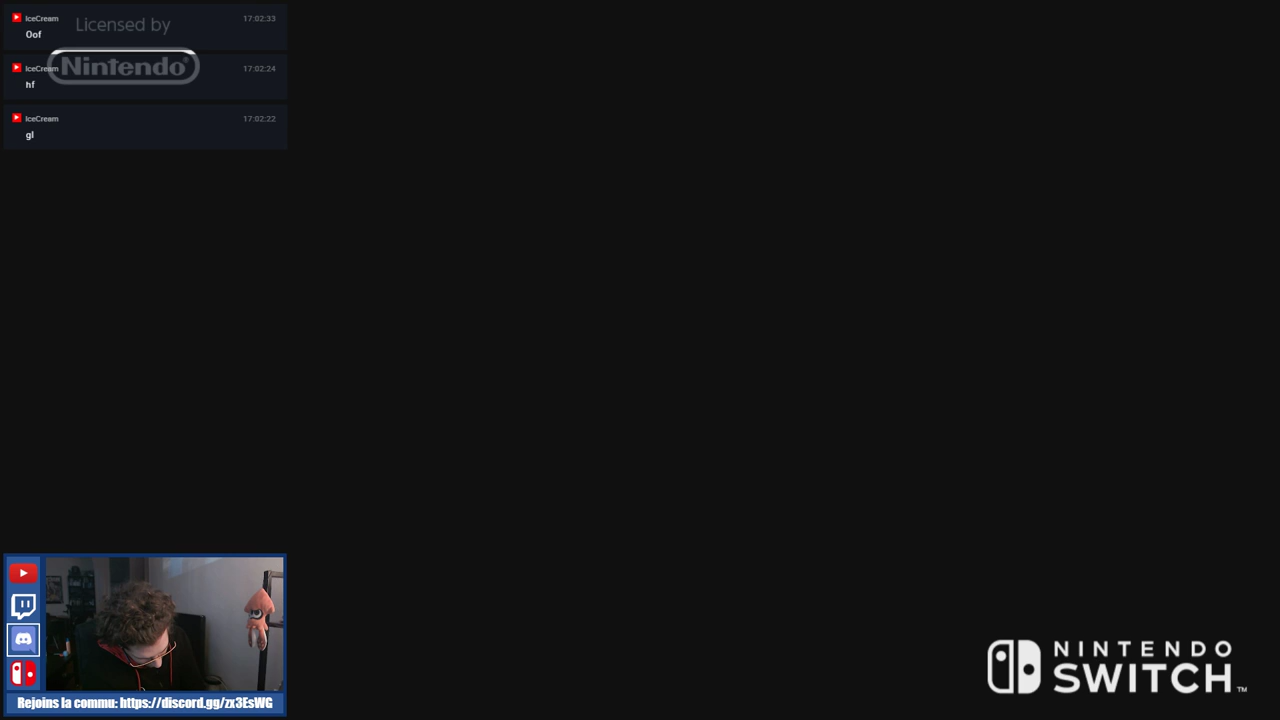 IceCream 17:02:33
Oof
Licensed by
Nintendo®
IceCream 17:02:24
hf
IceCream 17:02:22
gl
Rejoins la commu: https://discord.gg/zx3EsWG
NINTENDO
SWITCH™